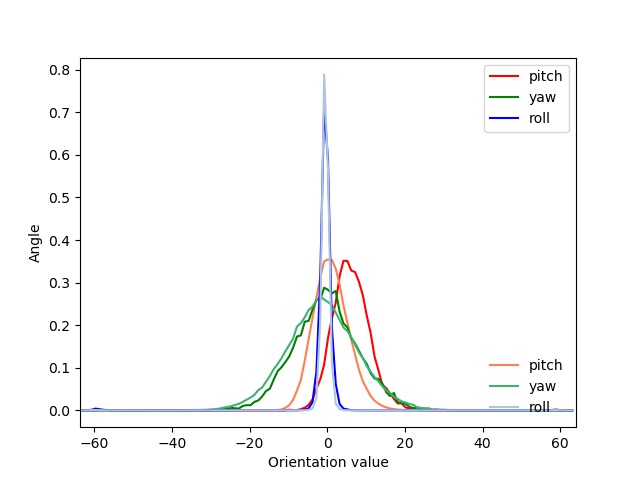 0.8
0.7
0.6
0.5
0.4
0.3
0.2
0.1
0.0
Angle
pitch
yaw
roll
pitch
yaw
roll
−60 −40 −20 0 20 40 60
Orientation value